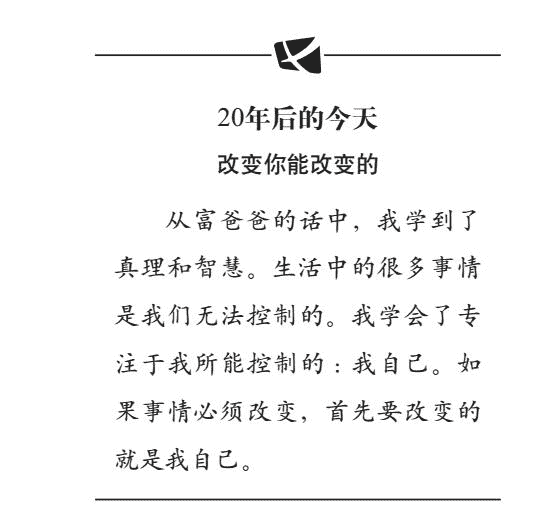 20年后的今天
改变你能改变的
从富爸爸的话中，我学到了
真理和智慧。生活中的很多事情
是我们无法控制的。我学会了专
注于我所能控制的：我自己。如
果事情必须改变，首先要改变的
就是我自己。